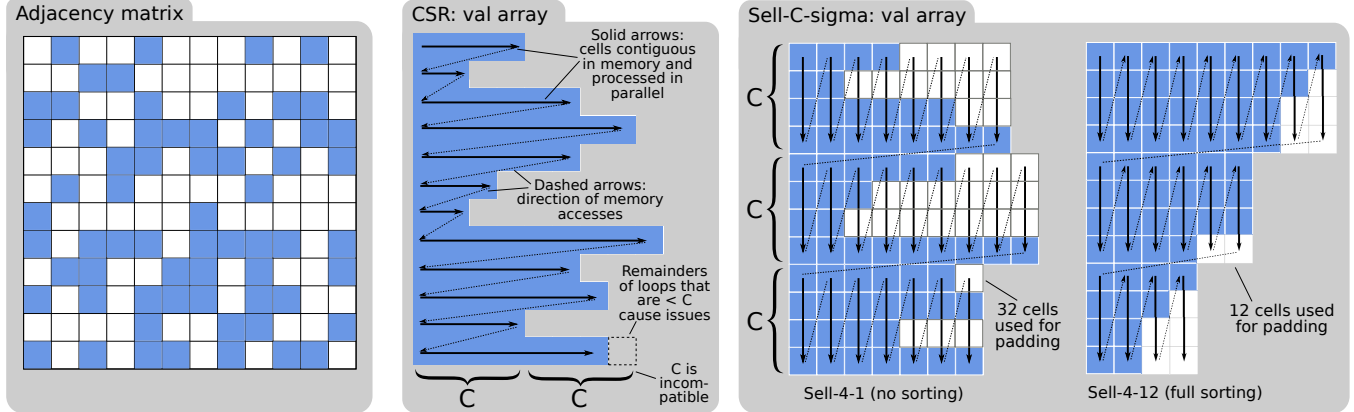 Adjacency matrix
CSR: val array
Solid arrows:
cells contiguous
in memory and
processed in
parallel
Dashed arrows:
direction of memory
accesses
Remainders
of loops that
are < C
cause issues
C is
incom-
patible
C
C
Sell-C-sigma: val array
C
C
C
32 cells
used for
padding
Sell-4-1 (no sorting)
12 cells used
for padding
Sell-4-12 (full sorting)